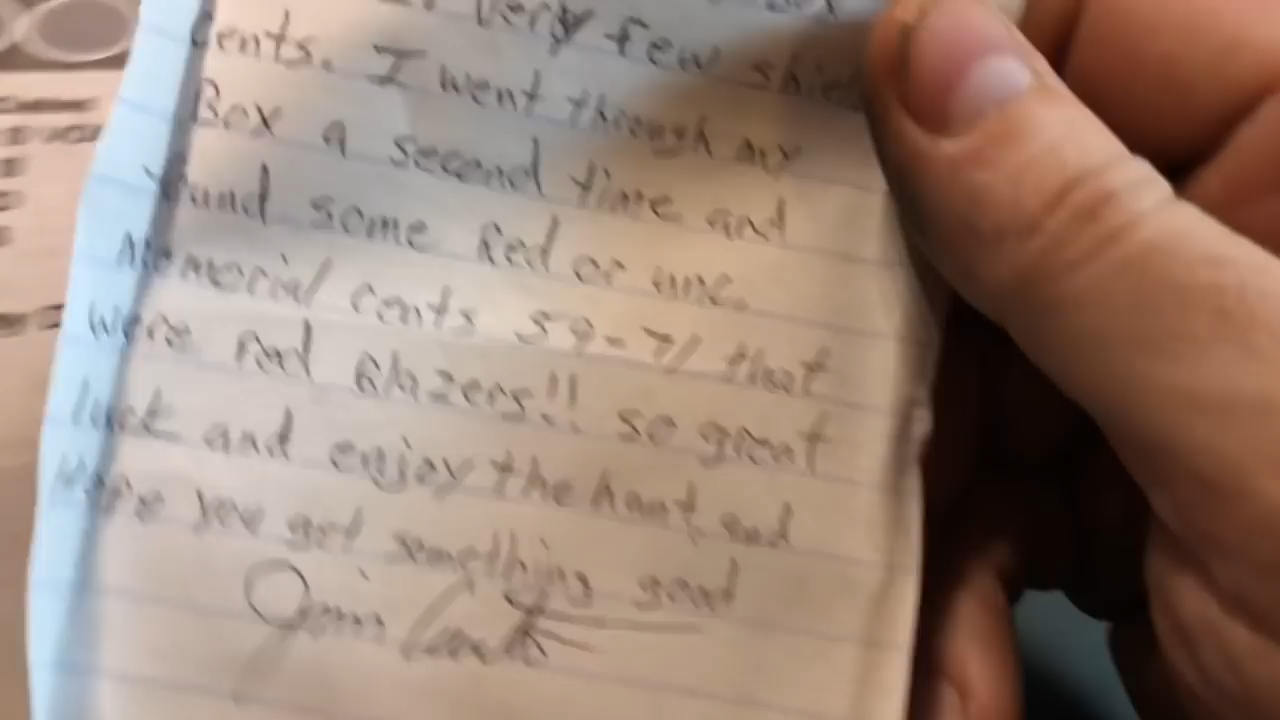 very few shield
cents. I went through my
Box a second time and
found some Red or unc.
Memorial cents 59-71 that
were Red Blazers!! so great
luck and enjoy the hunt and
Hope you get something good